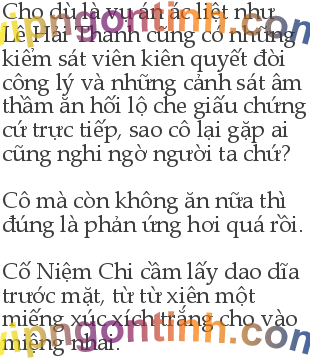 Cho dù là vụ án ác liệt như
Lê Hải Thành cũng có những
kiểm sát viên kiên quyết đòi
công lý và những cảnh sát âm
thầm ăn hối lộ che giấu chứng
cứ trực tiếp, sao cô lại gặp ai
cũng nghi ngờ người ta chứ?

Cô mà còn không ăn nữa thì
đúng là phản ứng hơi quá rồi.

Cố Niệm Chi cầm lấy dao dĩa
trước mặt, từ từ xiên một
miếng xúc xích trắng cho vào
miệng nhai.